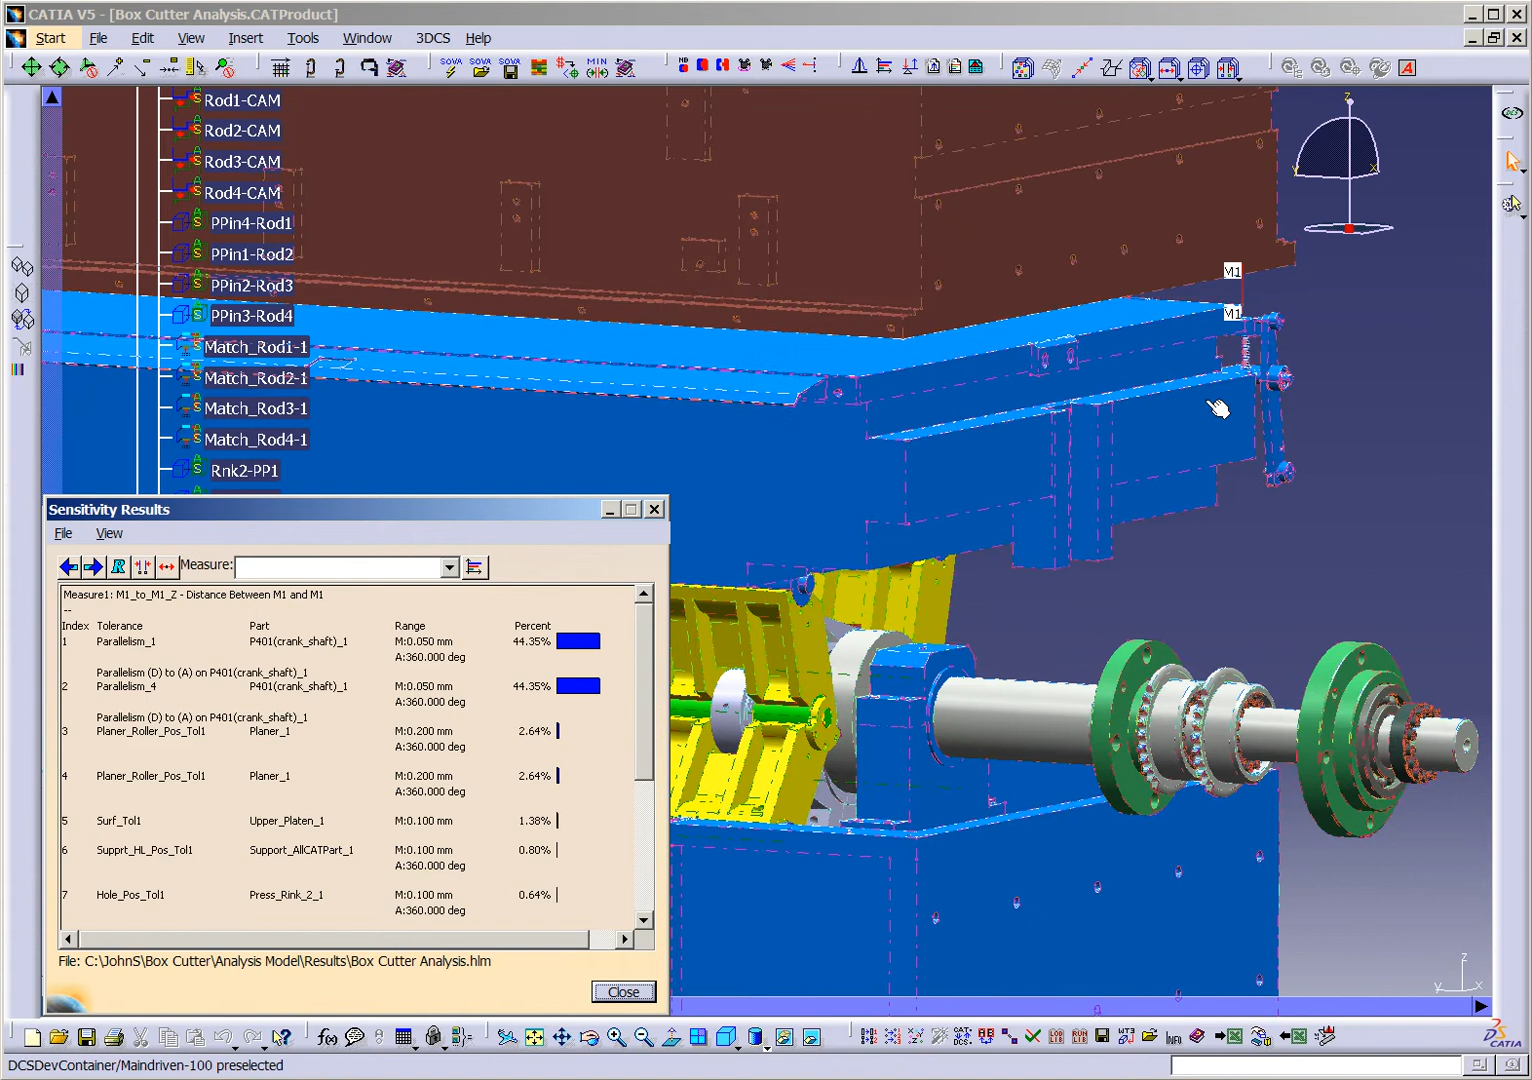 CATIA V5 - [Box Cutter Analysis.CATProduct]
Start File Edit View Insert Tools Window 3DCS Help
SOVA SOVA SOVA MIN
Rod1-CAM
Rod2-CAM
Rod3-CAM
Rod4-CAM
PPin4-Rod1
PPin1-Rod2
PPin2-Rod3
PPin3-Rod4
Match_Rod1-1
Match_Rod2-1
Match_Rod3-1
Match_Rod4-1
Rnk2-PP1
z
y x
M1
M1
Sensitivity Results
File View
R Measure:
Measure1: M1_to_M1_Z - Distance Between M1 and M1
--
Index Tolerance Part Range Percent
1 Parallelism_1 P401(crank_shaft)_1 M:0.050 mm 44.35%
A:360.000 deg
Parallelism (D) to (A) on P401(crank_shaft)_1
2 Parallelism_4 P401(crank_shaft)_1 M:0.050 mm 44.35%
A:360.000 deg
Parallelism (D) to (A) on P401(crank_shaft)_1
3 Planer_Roller_Pos_Tol1 Planer_1 M:0.200 mm 2.64%
A:360.000 deg
4 Planer_Roller_Pos_Tol1 Planer_1 M:0.200 mm 2.64%
A:360.000 deg
5 Surf_Tol1 Upper_Platen_1 M:0.100 mm 1.38%
6 Supprt_HL_Pos_Tol1 Support_AllCATPart_1 M:0.100 mm 0.80%
A:360.000 deg
7 Hole_Pos_Tol1 Press_Rink_2_1 M:0.100 mm 0.64%
A:360.000 deg
File: C:\JohnS\Box Cutter\Analysis Model\Results\Box Cutter Analysis.hlm
Close
z
y x
CATIA
DCSDevContainer/Maindriven-100 preselected